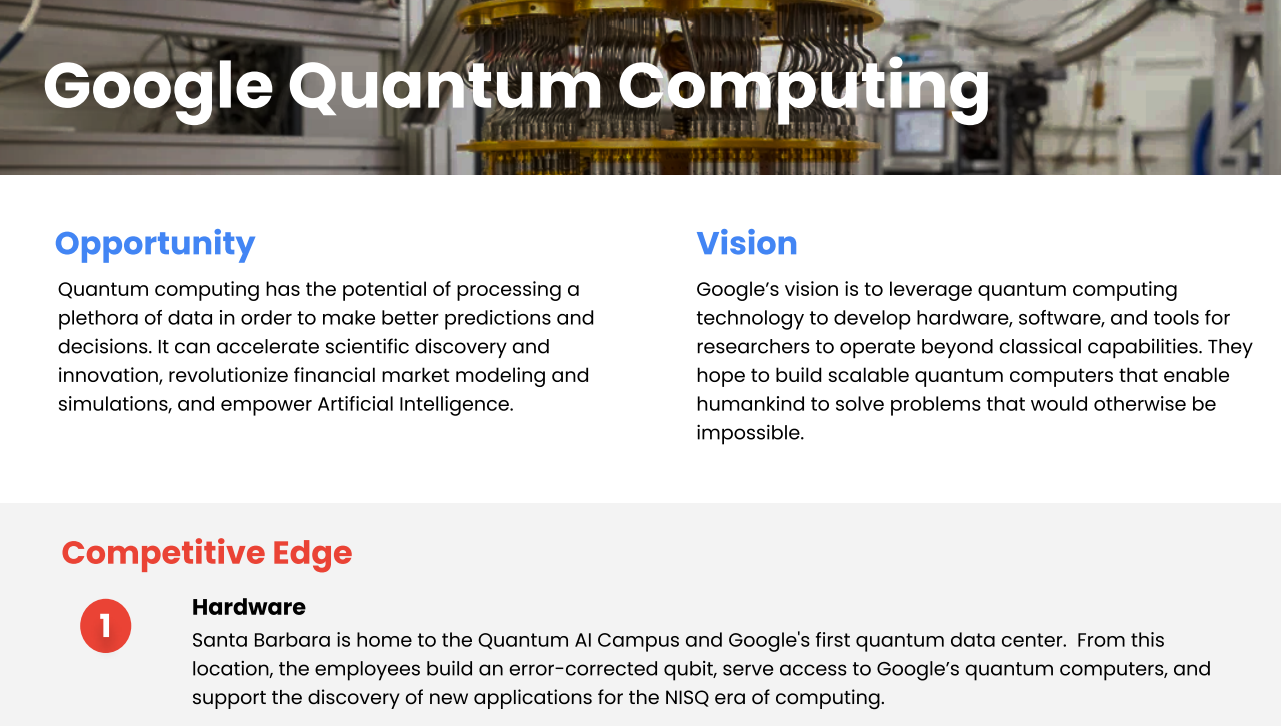 Google Quantum Computing
Opportunity
Quantum computing has the potential of processing a
plethora of data in order to make better predictions and
decisions. It can accelerate scientific discovery and
innovation, revolutionize financial market modeling and
simulations, and empower Artificial Intelligence.
Vision
Google’s vision is to leverage quantum computing
technology to develop hardware, software, and tools for
researchers to operate beyond classical capabilities. They
hope to build scalable quantum computers that enable
humankind to solve problems that would otherwise be
impossible.
Competitive Edge
1
Hardware
Santa Barbara is home to the Quantum AI Campus and Google's first quantum data center.  From this
location, the employees build an error-corrected qubit, serve access to Google’s quantum computers, and
support the discovery of new applications for the NISQ era of computing.